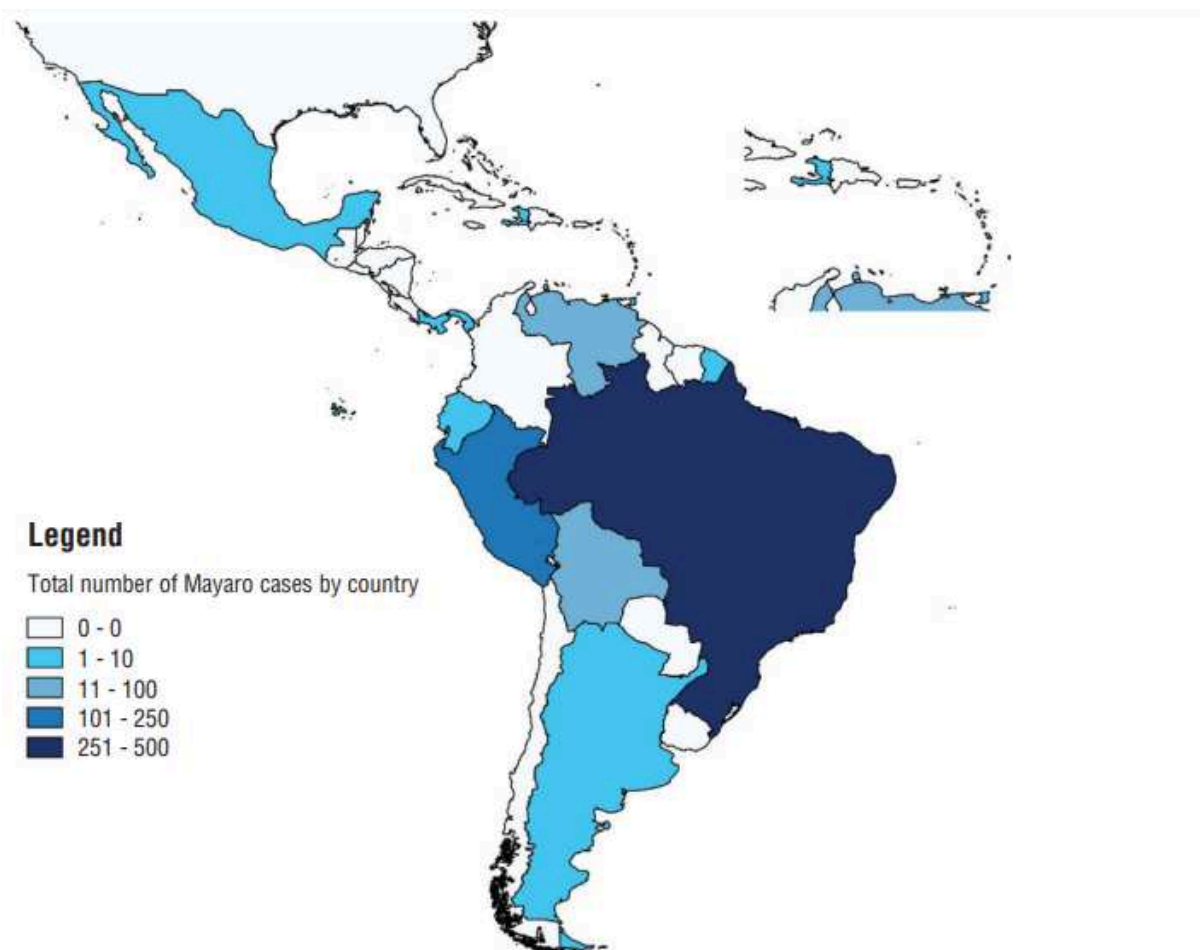 Legend
Total number of Mayaro cases by country
0 - 0
1 - 10
11 - 100
101 - 250
251 - 500